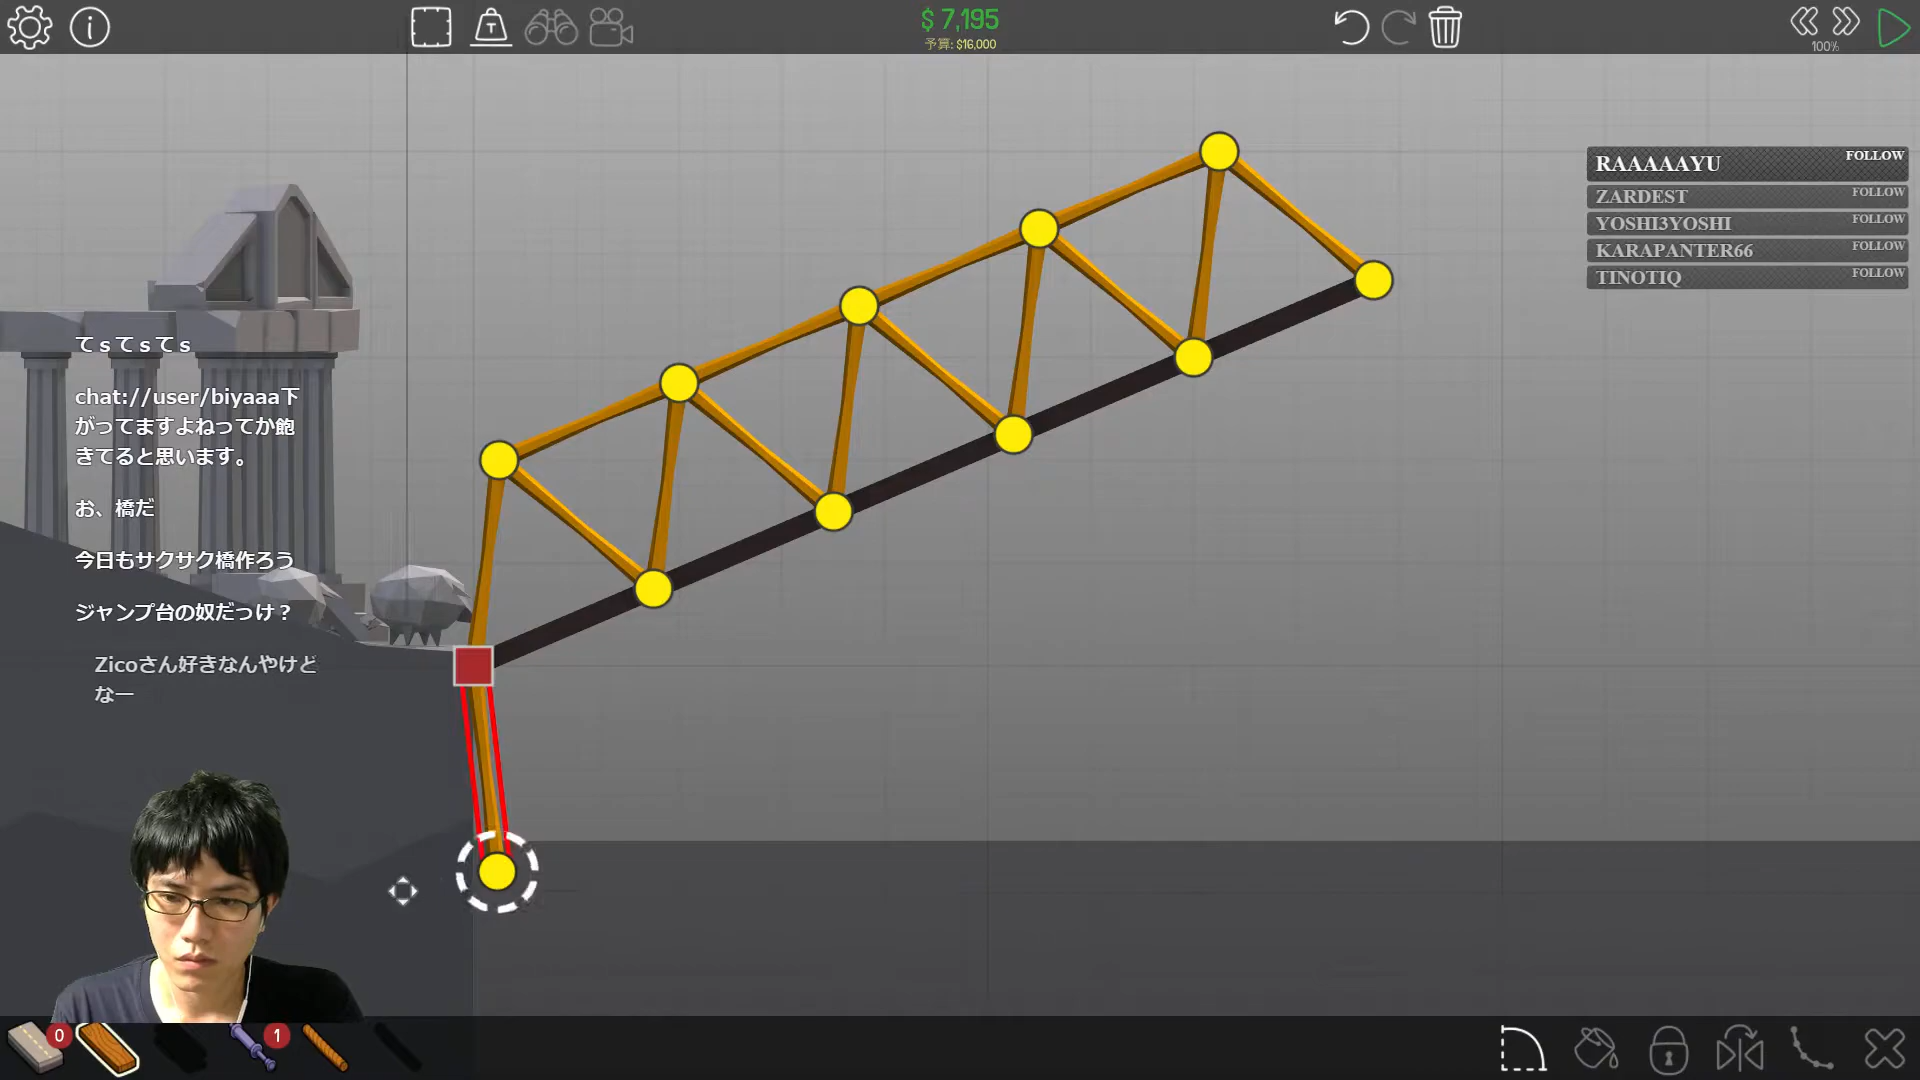 $ 7,195
予算: $16,000
100%
RAAAAAYU FOLLOW
ZARDEST FOLLOW
YOSHI3YOSHI FOLLOW
KARAPANTER66 FOLLOW
TINOTIQ FOLLOW
てｓてｓてｓ
chat://user/biyaaa下
がってますよねってか飽
きてると思います。
お、橋だ
今日もサクサク橋作ろう
ジャンプ台の奴だっけ？
Zicoさん好きなんやけど
なー
0
1